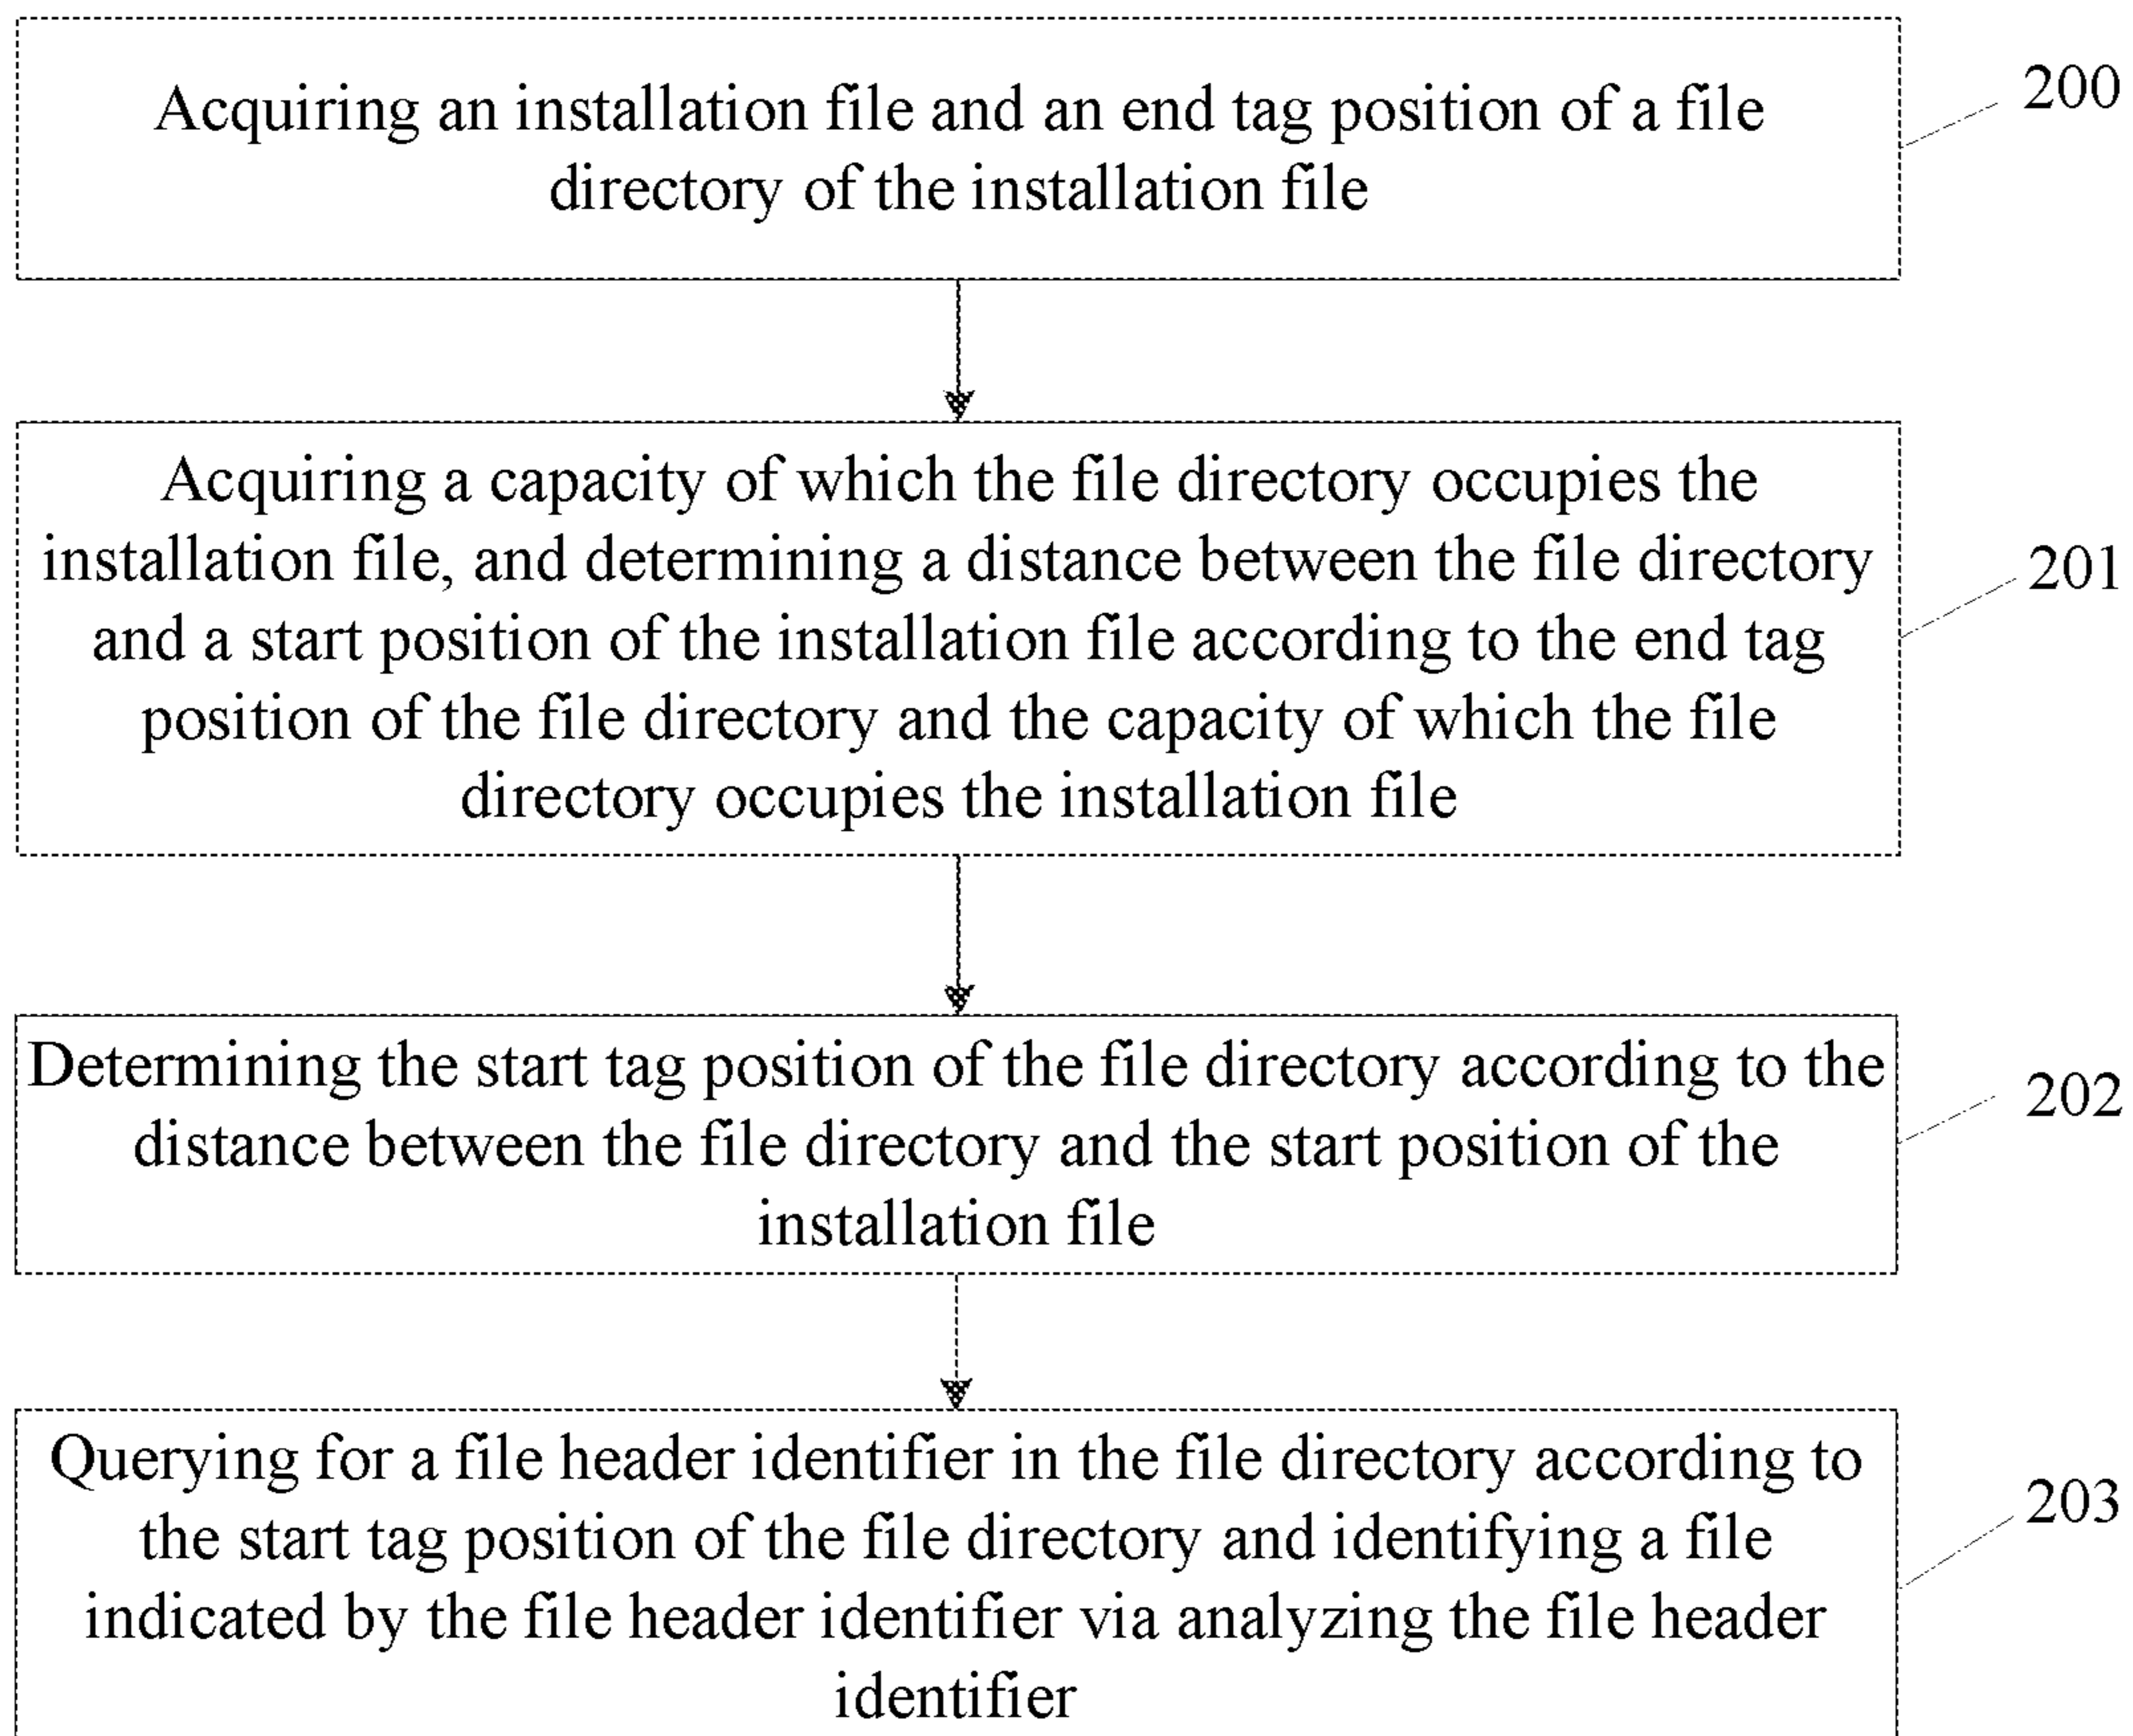 Acquiring an installation file and an end tag position of a file
directory of the installation file
200
Acquiring a capacity of which the file directory occupies the
installation file, and determining a distance between the file directory
and a start position of the installation file according to the end tag
position of the file directory and the capacity of which the file
directory occupies the installation file
201
Determining the start tag position of the file directory according to the
distance between the file directory and the start position of the
installation file
202
Querying for a file header identifier in the file directory according to
the start tag position of the file directory and identifying a file
indicated by the file header identifier via analyzing the file header
identifier
203